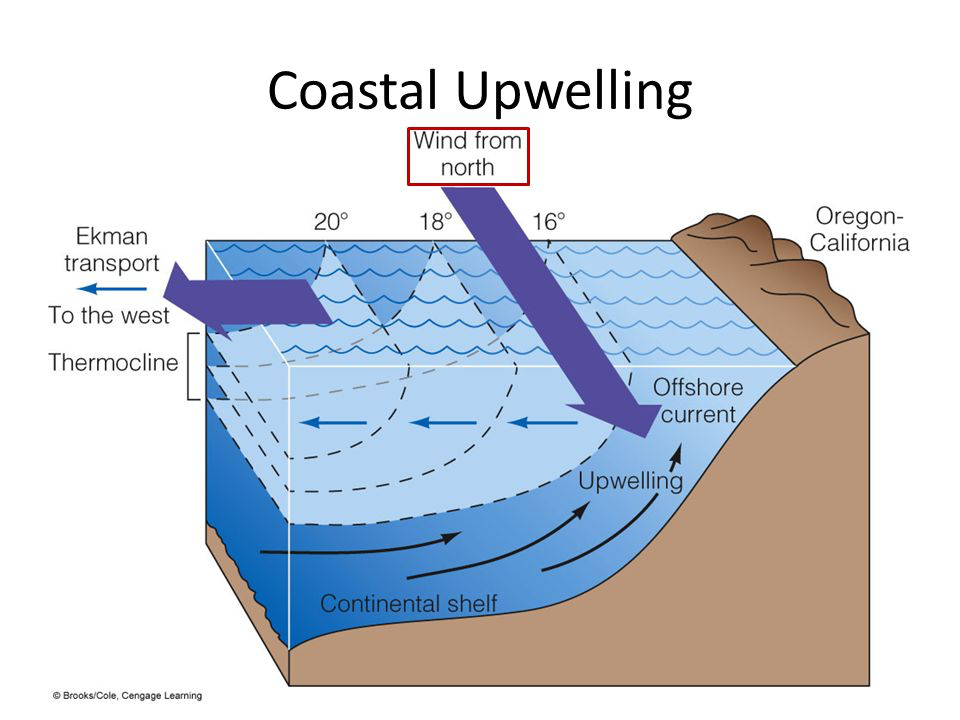 Coastal Upwelling
Wind from
north
20°
18°
16°
Oregon-
California
Ekman
transport
To the west
Thermocline
Offshore
current
Upwelling
Continental shelf
© Brooks/Cole, Cengage Learning